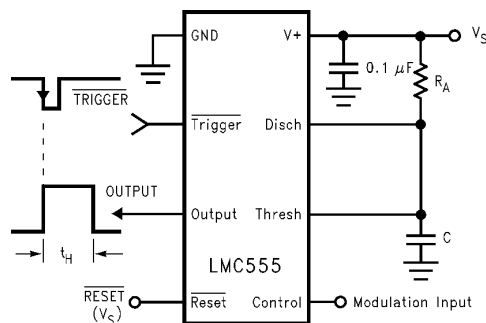 GND
V+
V_S
0.1 μF
R_A
TRIGGER
Trigger
Disch
OUTPUT
Output
Thresh
C
t_H
LMC555
RESET
(V_S)
Reset
Control
Modulation Input